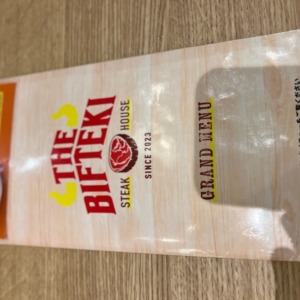 THE
BIFTEKI
STEAK HOUSE
SINCE 2023
GRAND MENU